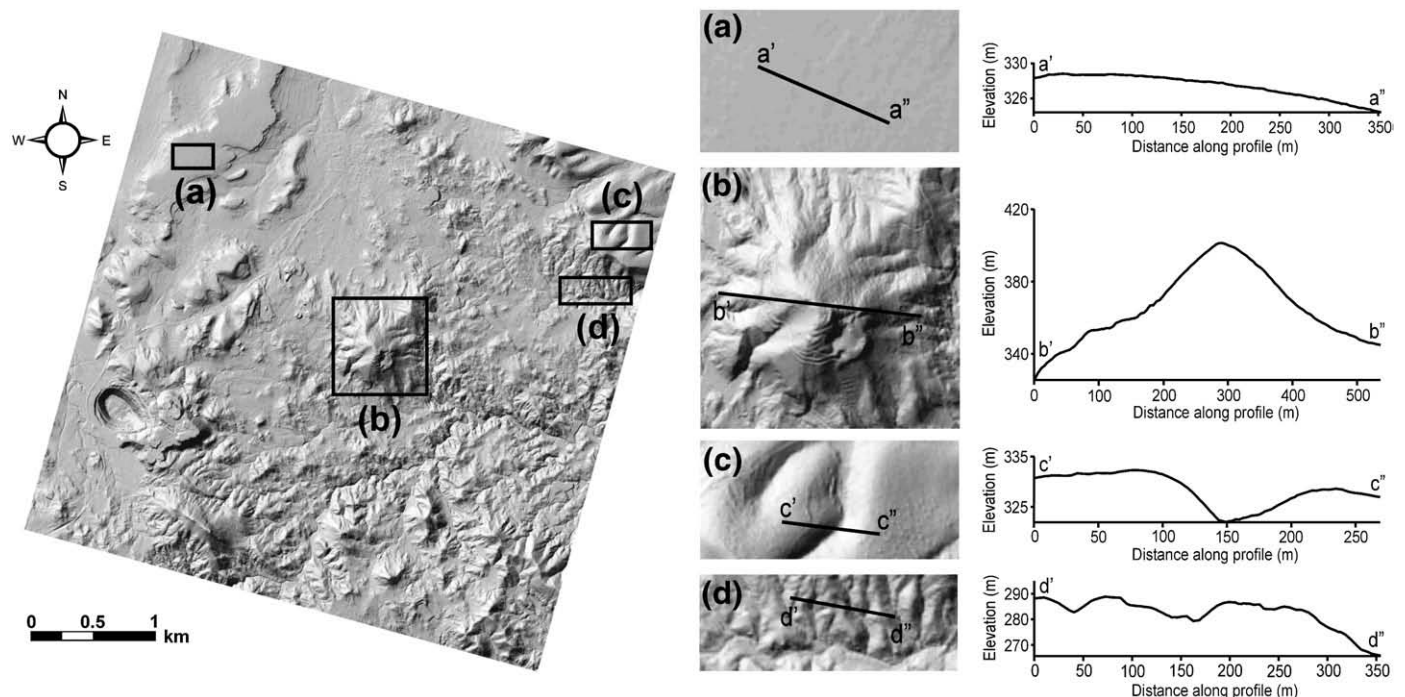 N
W E
S
(a)
(c)
(d)
(b)
0 0.5 1
km
(a)
a' a"
Elevation (m)
330
326
a' a"
0 50 100 150 200 250 300 350
Distance along profile (m)
(b)
b' b"
Elevation (m)
420
380
340
b' b"
0 100 200 300 400 500
Distance along profile (m)
(c)
c' c"
Elevation (m)
335
325
c' c"
0 50 100 150 200 250
Distance along profile (m)
(d)
d' d"
Elevation (m)
290
280
270
d' d"
0 50 100 150 200 250 300 350
Distance along profile (m)